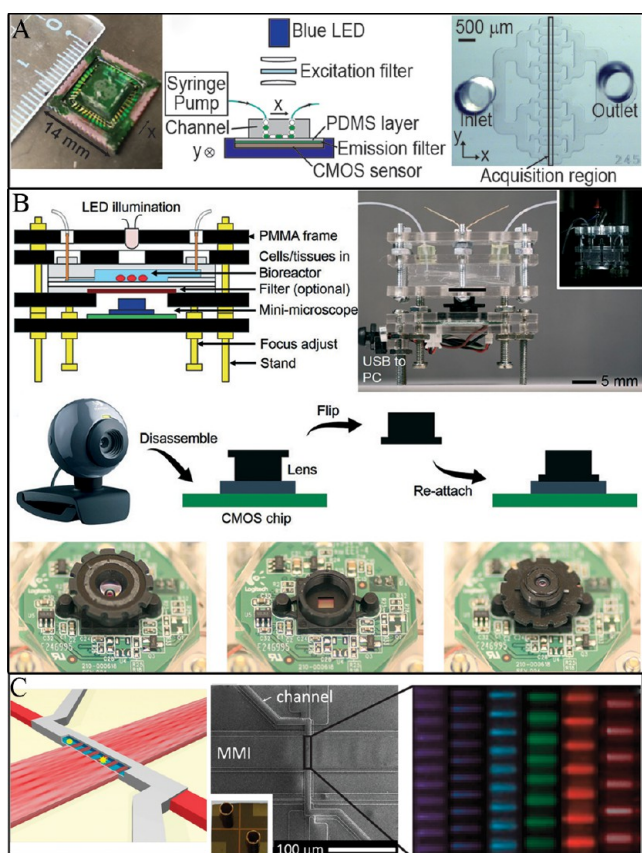 A
14 mm
x
Blue LED
Excitation filter
Syringe
Pump
x
Channel
PDMS layer
Emission filter
y
CMOS sensor
500 μm
Inlet
Outlet
y
x
Acquisition region
245
B
LED illumination
PMMA frame
Cells/tissues in
Bioreactor
Filter (optional)
Mini-microscope
Focus adjust
Stand
USB to
PC
5 mm
Disassemble
Flip
Lens
Re-attach
CMOS chip
C
channel
MMI
100 μm